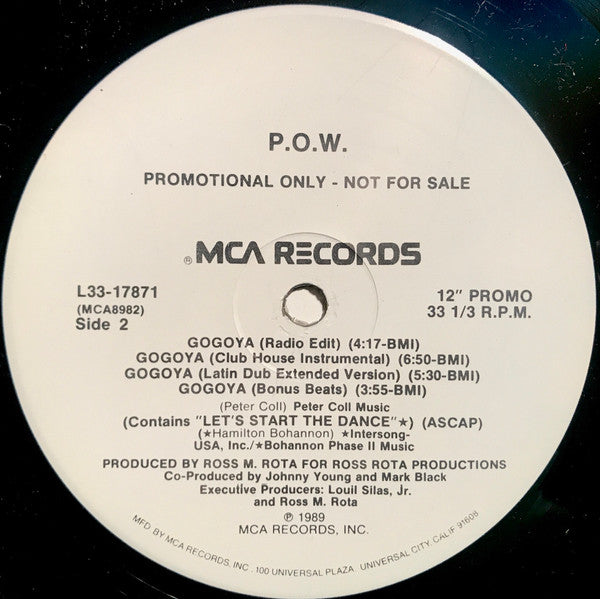 P.O.W.
PROMOTIONAL ONLY - NOT FOR SALE
® MCA RECORDS
L33-17871
(MCA8982)
Side 2
12" PROMO
33 1/3 R.P.M.
GOGOYA (Radio Edit) (4:17-BMI)
GOGOYA (Club House Instrumental) (6:50-BMI)
GOGOYA (Latin Dub Extended Version) (5:30-BMI)
GOGOYA (Bonus Beats) (3:55-BMI)
(Peter Coll) Peter Coll Music
(Contains "LET'S START THE DANCE"★) (ASCAP)
(★Hamilton Bohannon) ★Intersong-
USA, Inc./★Bohannon Phase II Music
PRODUCED BY ROSS M. ROTA FOR ROSS ROTA PRODUCTIONS
Co-Produced by Johnny Young and Mark Black
Executive Producers: Louil Silas, Jr.
and Ross M. Rota
℗ 1989
MCA RECORDS, INC.
MFD BY MCA RECORDS, INC. 100 UNIVERSAL PLAZA UNIVERSAL CITY, CALIF 91608